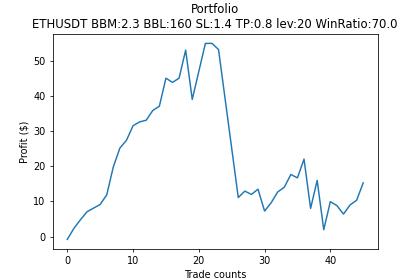 Portfolio
ETHUSDT BBM:2.3 BBL:160 SL:1.4 TP:0.8 lev:20 WinRatio:70.0
Profit ($)
50
40
30
20
10
0
0 10 20 30 40
Trade counts